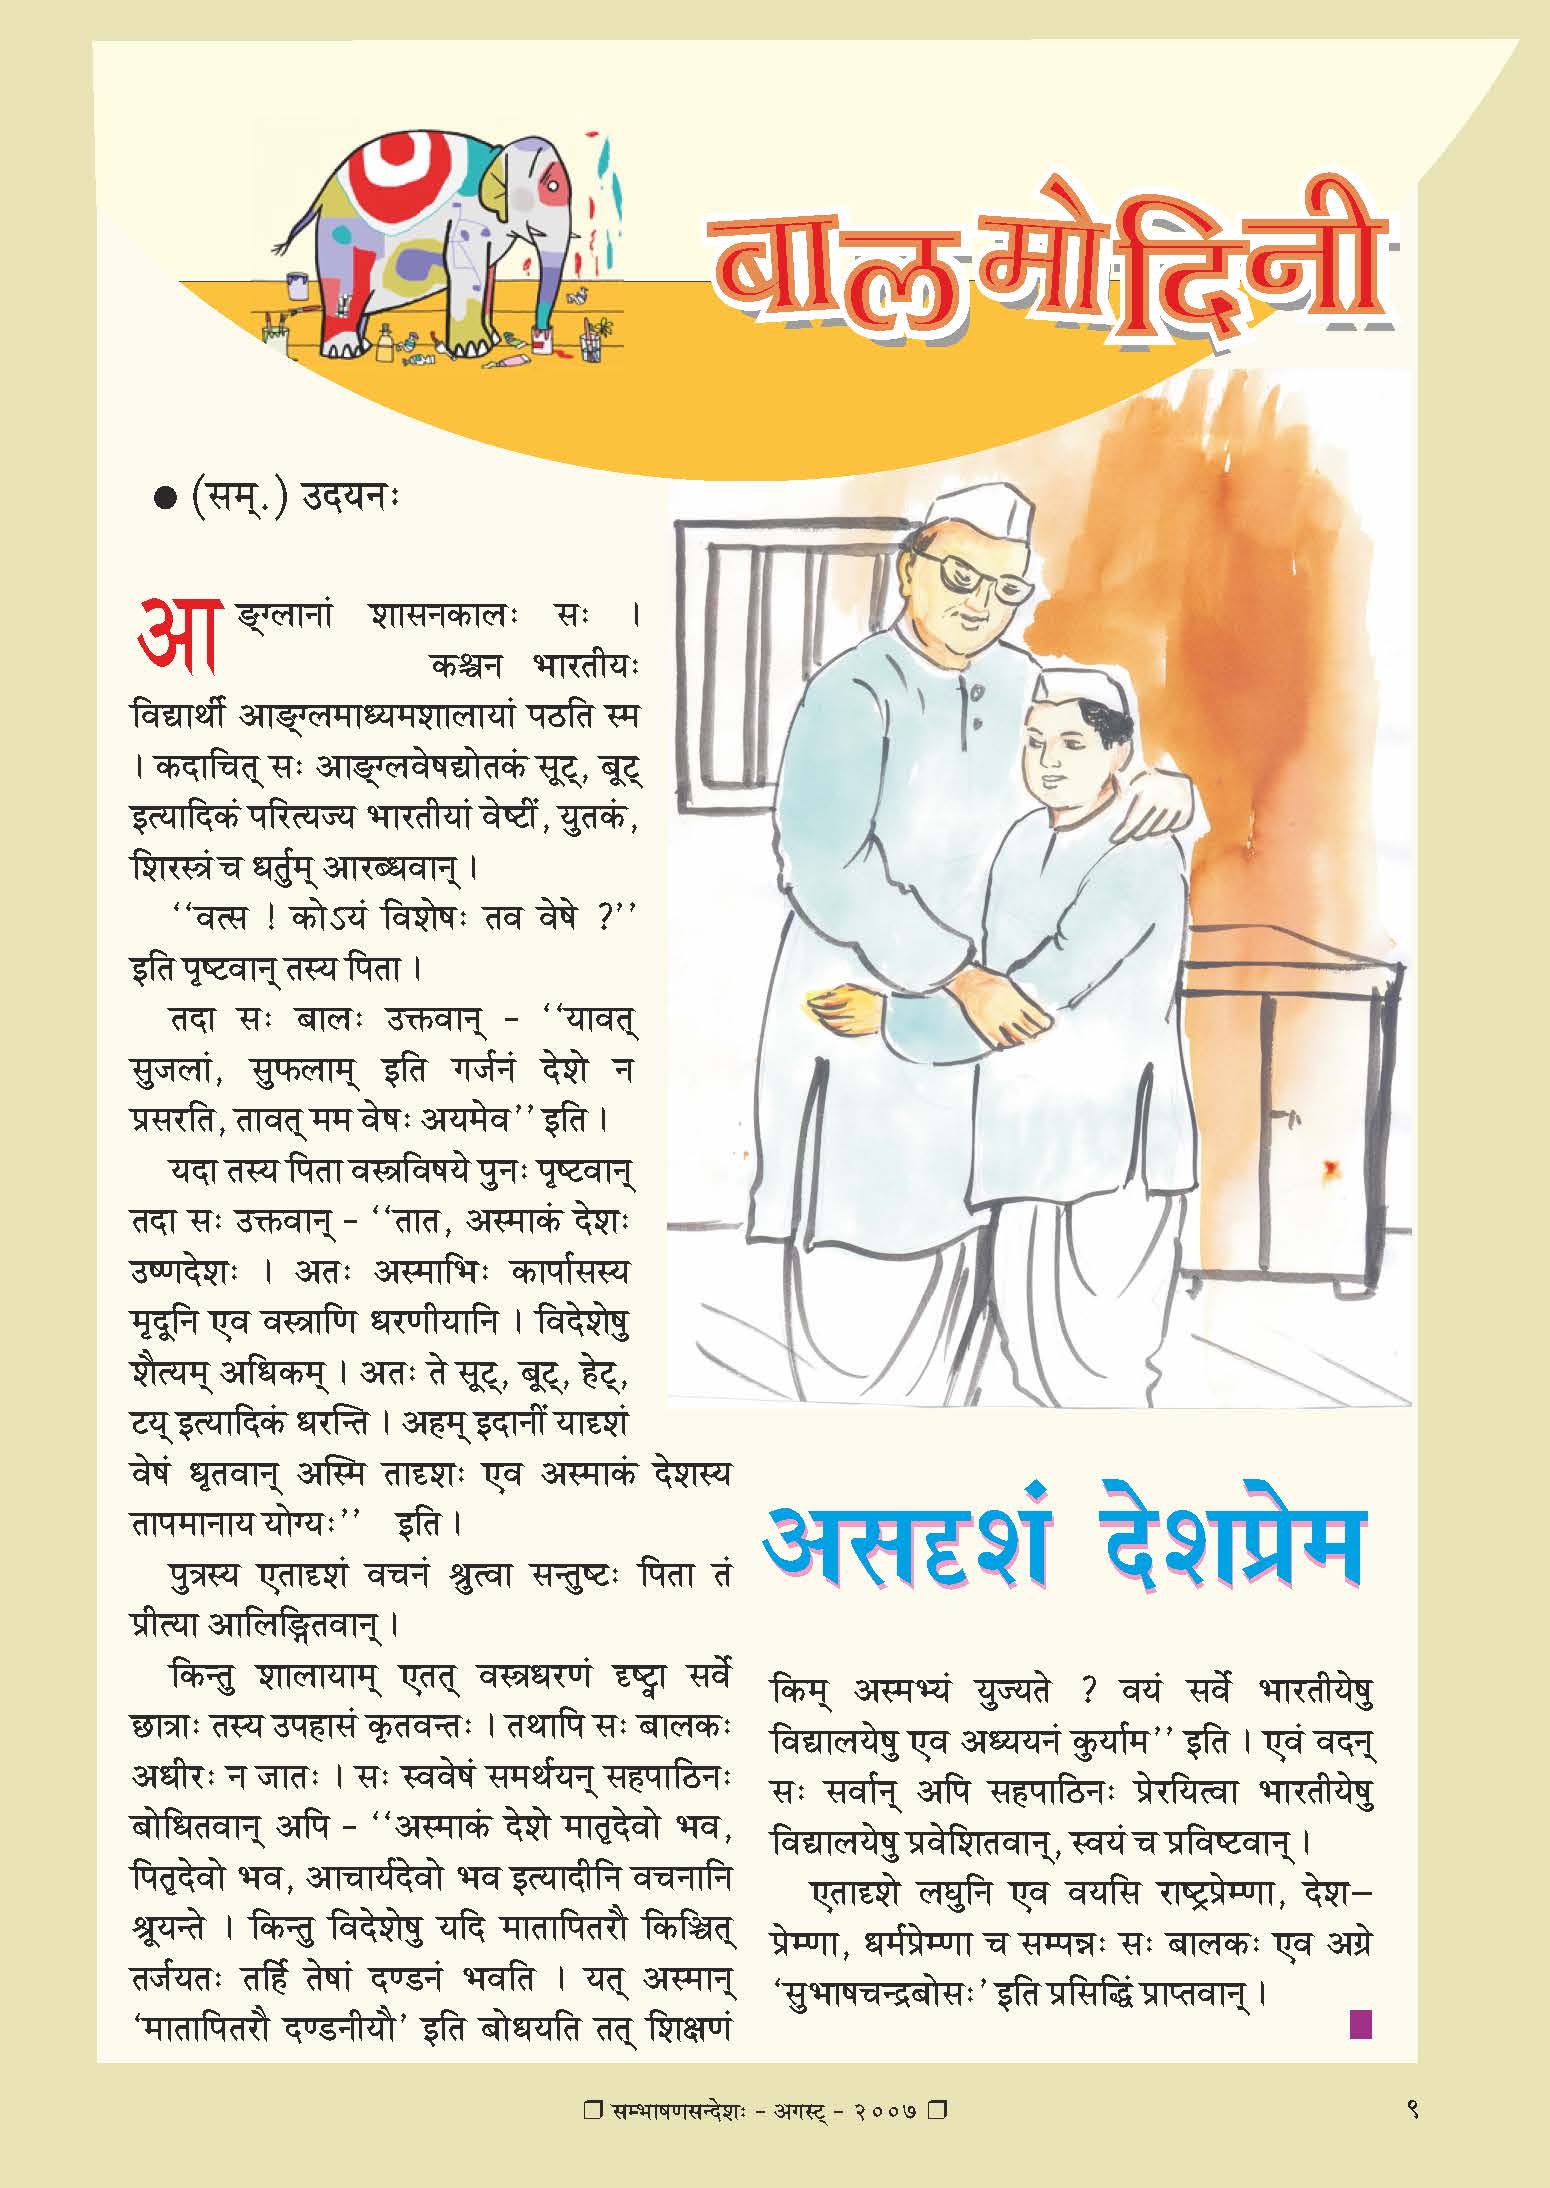 बालमोदिनी
● (सम्.) उदयनः
आङ्ग्लानां शासनकालः सः ।
कश्चन भारतीयः
विद्यार्थी आङ्ग्लमाध्यमशालायां पठति स्म
। कदाचित् सः आङ्ग्लवेषद्योतकं सूट्, बूट्
इत्यादिकं परित्यज्य भारतीयां वेष्टीं, युतकं,
शिरस्त्रं च धर्तुम् आरब्धवान् ।
‘‘वत्स ! कोऽयं विशेषः तव वेषे ?’’
इति पृष्टवान् तस्य पिता ।
तदा सः बालः उक्तवान् - ‘‘यावत्
सुजलां, सुफलाम् इति गर्जनं देशे न
प्रसरति, तावत् मम वेषः अयमेव’’ इति ।
यदा तस्य पिता वस्त्रविषये पुनः पृष्टवान्
तदा सः उक्तवान् - ‘‘तात, अस्माकं देशः
उष्णदेशः । अतः अस्माभिः कार्पासस्य
मृदूनि एव वस्त्राणि धरणीयानि । विदेशेषु
शैत्यम् अधिकम् । अतः ते सूट्, बूट्, हेट्,
टय् इत्यादिकं धरन्ति । अहम् इदानीं यादृशं
वेषं धृतवान् अस्मि तादृशः एव अस्माकं देशस्य
तापमानाय योग्यः’’ इति ।
पुत्रस्य एतादृशं वचनं श्रुत्वा सन्तुष्टः पिता तं
प्रीत्या आलिङ्गितवान् ।
किन्तु शालायाम् एतत् वस्त्रधरणं दृष्ट्वा सर्वे
छात्राः तस्य उपहासं कृतवन्तः । तथापि सः बालकः
अधीरः न जातः । सः स्ववेषं समर्थयन् सहपाठिनः
बोधितवान् अपि - ‘‘अस्माकं देशे मातृदेवो भव,
पितृदेवो भव, आचार्यदेवो भव इत्यादीनि वचनानि
श्रूयन्ते । किन्तु विदेशेषु यदि मातापितरौ किञ्चित्
तर्जयतः तर्हि तेषां दण्डनं भवति । यत् अस्मान्
‘मातापितरौ दण्डनीयौ’ इति बोधयति तत् शिक्षणं
असदृशं देशप्रेम
किम् अस्मभ्यं युज्यते ? वयं सर्वे भारतीयेषु
विद्यालयेषु एव अध्ययनं कुर्याम’’ इति । एवं वदन्
सः सर्वान् अपि सहपाठिनः प्रेरयित्वा भारतीयेषु
विद्यालयेषु प्रवेशितवान्, स्वयं च प्रविष्टवान् ।
एतादृशे लघुनि एव वयसि राष्ट्रप्रेम्णा, देश-
प्रेम्णा, धर्मप्रेम्णा च सम्पन्नः सः बालकः एव अग्रे
‘सुभाषचन्द्रबोसः’ इति प्रसिद्धिं प्राप्तवान् ।
❐ सम्भाषणसन्देशः - अगस्ट् - २००७ ❐
९